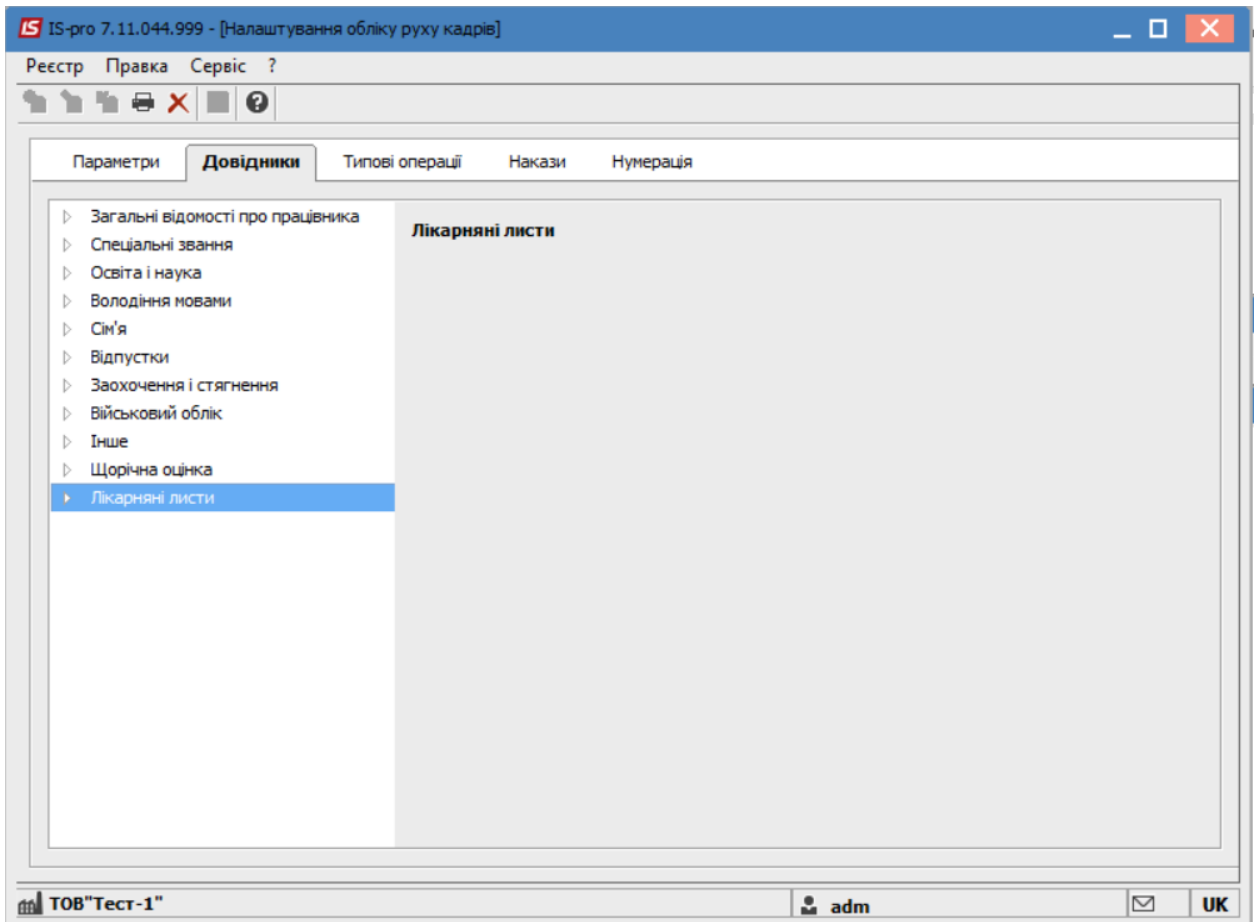 IS IS-pro 7.11.044.999 - [Налаштування обліку руху кадрів]
Реєстр Правка Сервіс ?
Параметри Довідники Типові операції Накази Нумерація
Загальні відомості про працівника
Лікарняні листи
Спеціальні звання
Освіта і наука
Володіння мовами
Сім'я
Відпустки
Заохочення і стягнення
Військовий облік
Інше
Щорічна оцінка
Лікарняні листи
ТОВ"Тест-1" adm UK